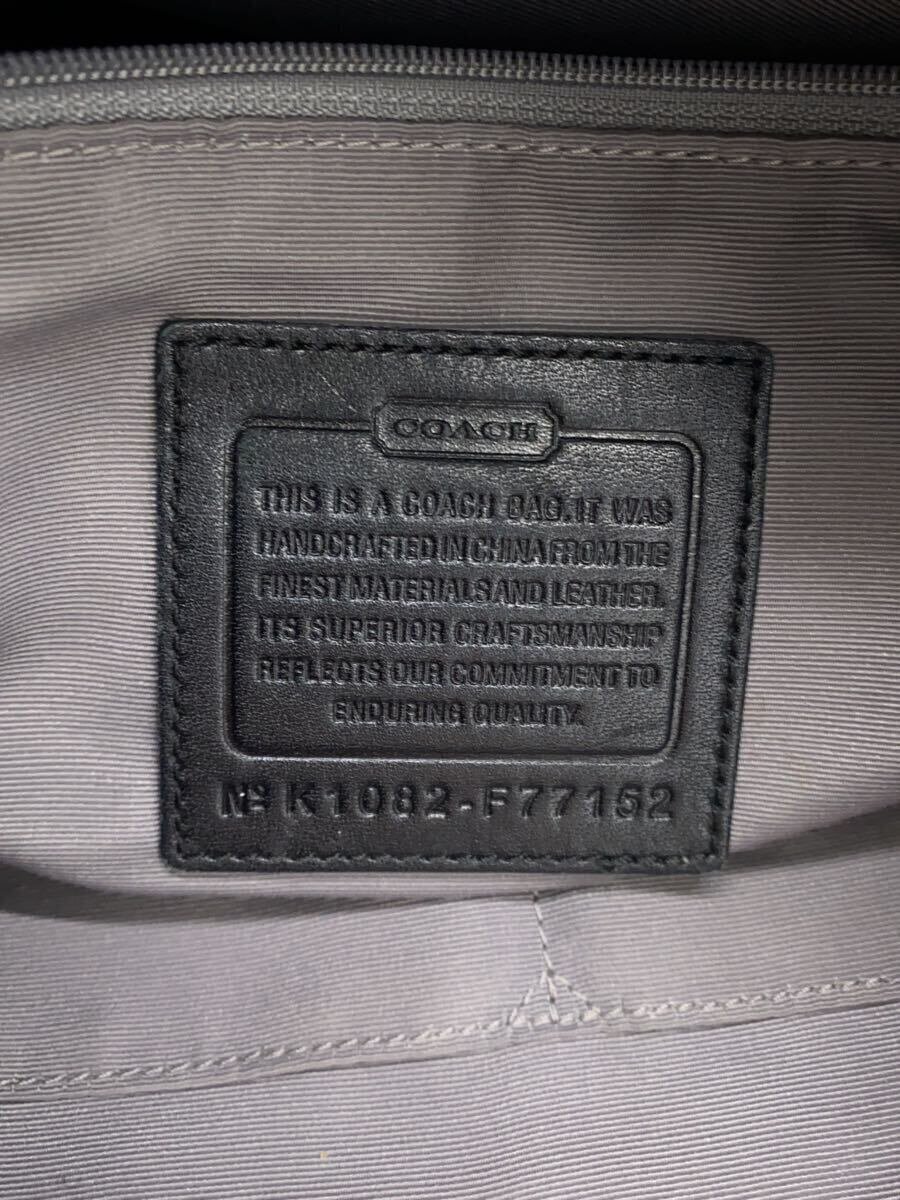 COACH
THIS IS A COACH BAG. IT WAS
HANDCRAFTED IN CHINA FROM THE
FINEST MATERIALS AND LEATHER.
ITS SUPERIOR CRAFTSMANSHIP
REFLECTS OUR COMMITMENT TO
ENDURING QUALITY.
Nº K1082-F77152